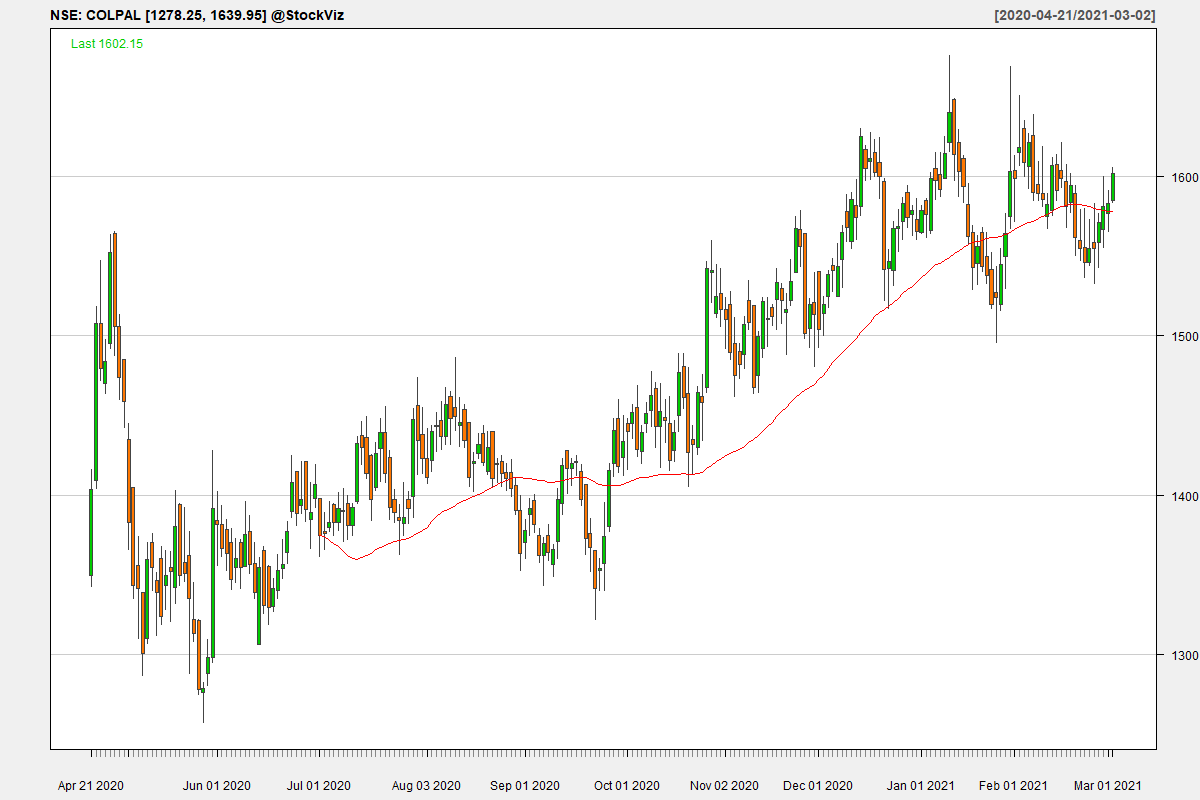 NSE: COLPAL [1278.25, 1639.95] @StockViz [2020-04-21/2021-03-02]
Last 1602.15
1600
1500
1400
1300
Apr 21 2020 Jun 01 2020 Jul 01 2020 Aug 03 2020 Sep 01 2020 Oct 01 2020 Nov 02 2020 Dec 01 2020 Jan 01 2021 Feb 01 2021 Mar 01 2021